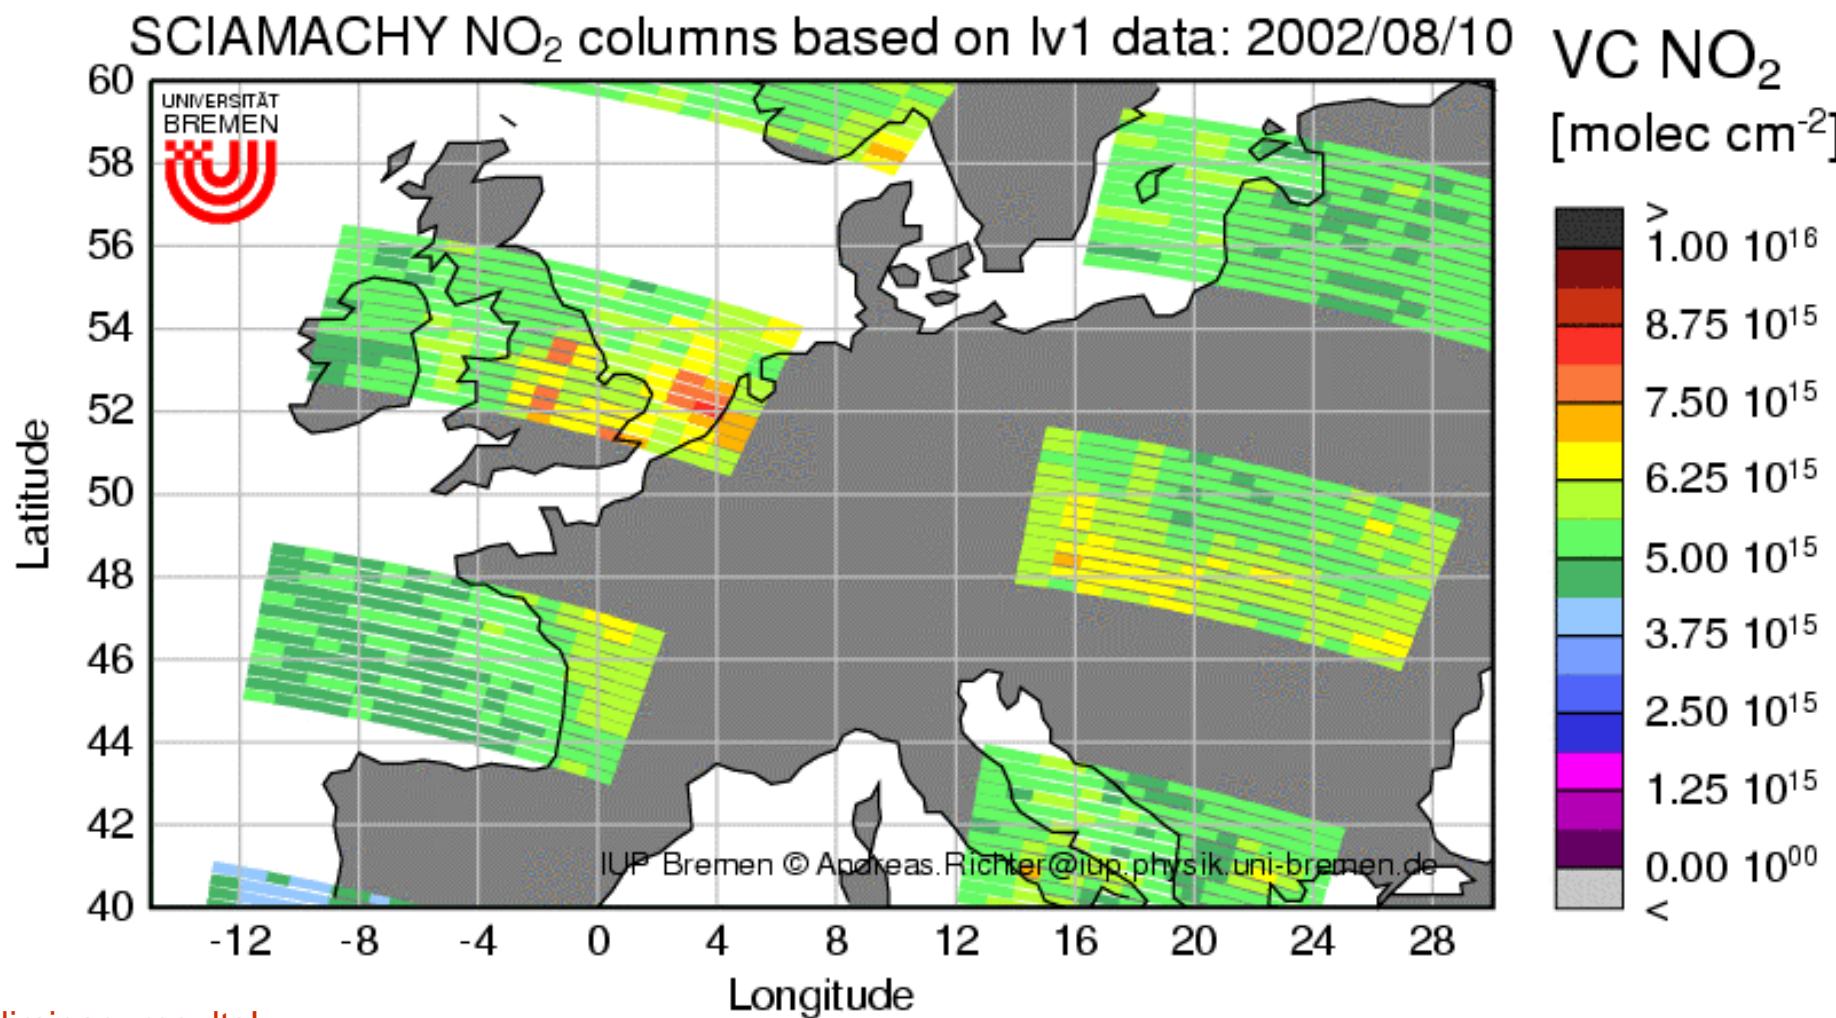 SCIAMACHY NO2 columns based on lv1 data: 2002/08/10
VC NO2
[molec cm-2]
UNIVERSITÄT
BREMEN
60
58
56
54
52
50
48
46
44
42
40
Latitude
-12 -8 -4 0 4 8 12 16 20 24 28
Longitude
IUP Bremen © Andreas.Richter@iup.physik.uni-bremen.de
>
1.00 10^16
8.75 10^15
7.50 10^15
6.25 10^15
5.00 10^15
3.75 10^15
2.50 10^15
1.25 10^15
0.00 10^00
<